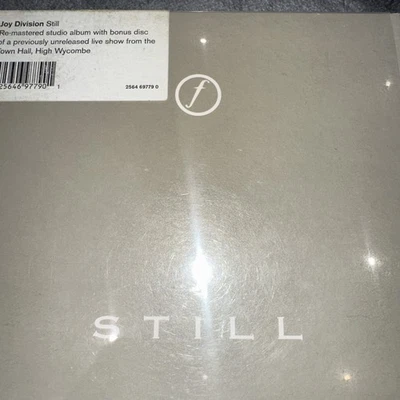 Joy Division Still
Re-mastered studio album with bonus disc
of a previously unreleased live show from the
Town Hall, High Wycombe
25646"97790 1
2564 69779 0
f
STILL